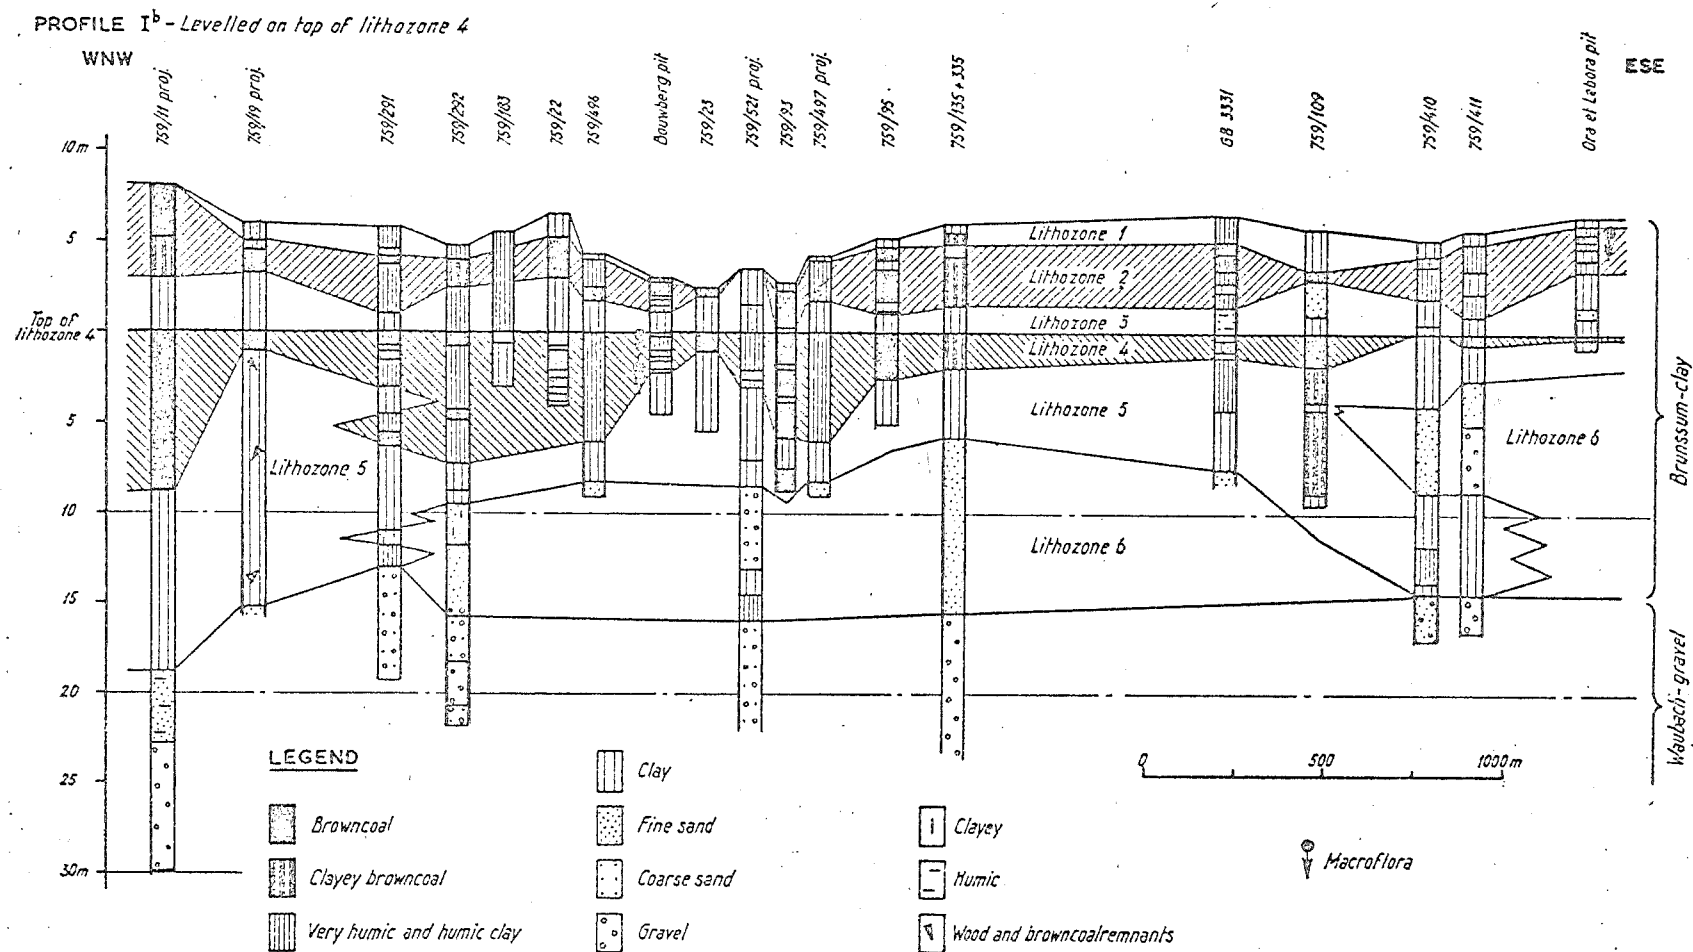 PROFILE Iᵇ - Levelled on top of lithozone 4
WNW
ESE
759/11 proj.
759/19 proj.
759/291
759/292
759/183
759/22
759/496
Bouwberg pit
759/23
759/521 proj.
759/93
759/497 proj.
759/95
759/135 + 335
GB 3331
759/109
759/410
759/411
Ora et Labora pit
10 m
5
Top of
lithozone 4
5
10
15
20
25
30m
Lithozone 1
Lithozone 2
Lithozone 3
Lithozone 4
Lithozone 5
Lithozone 5
Lithozone 6
Lithozone 6
Brunssum-clay
Waubach-gravel
0 500 1000 m
LEGEND
Browncoal
Clayey browncoal
Very humic and humic clay
Clay
Fine sand
Coarse sand
Gravel
Clayey
Humic
Wood and browncoalremnants
Macroflora